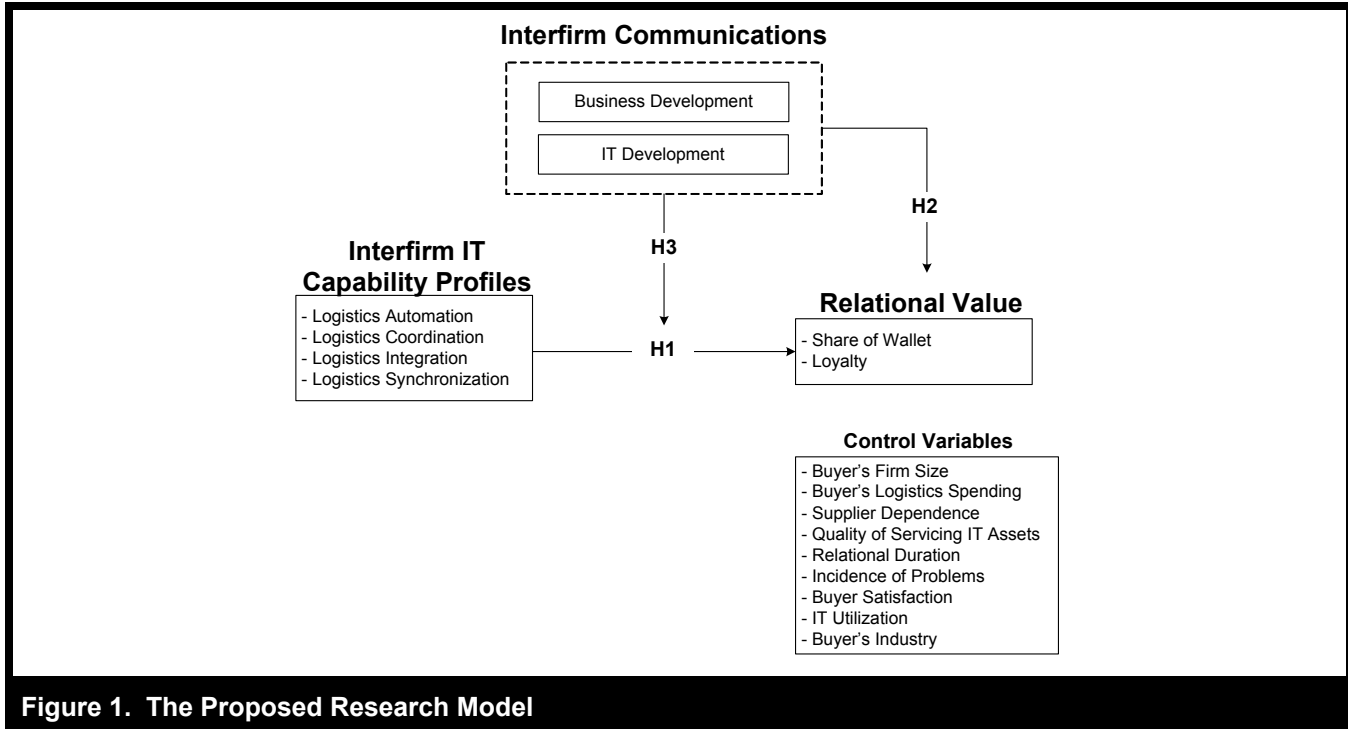 Interfirm Communications
Business Development
IT Development
H2
H3
Interfirm IT
Capability Profiles
- Logistics Automation
- Logistics Coordination
- Logistics Integration
- Logistics Synchronization
H1
Relational Value
- Share of Wallet
- Loyalty
Control Variables
- Buyer's Firm Size
- Buyer's Logistics Spending
- Supplier Dependence
- Quality of Servicing IT Assets
- Relational Duration
- Incidence of Problems
- Buyer Satisfaction
- IT Utilization
- Buyer's Industry
Figure 1. The Proposed Research Model